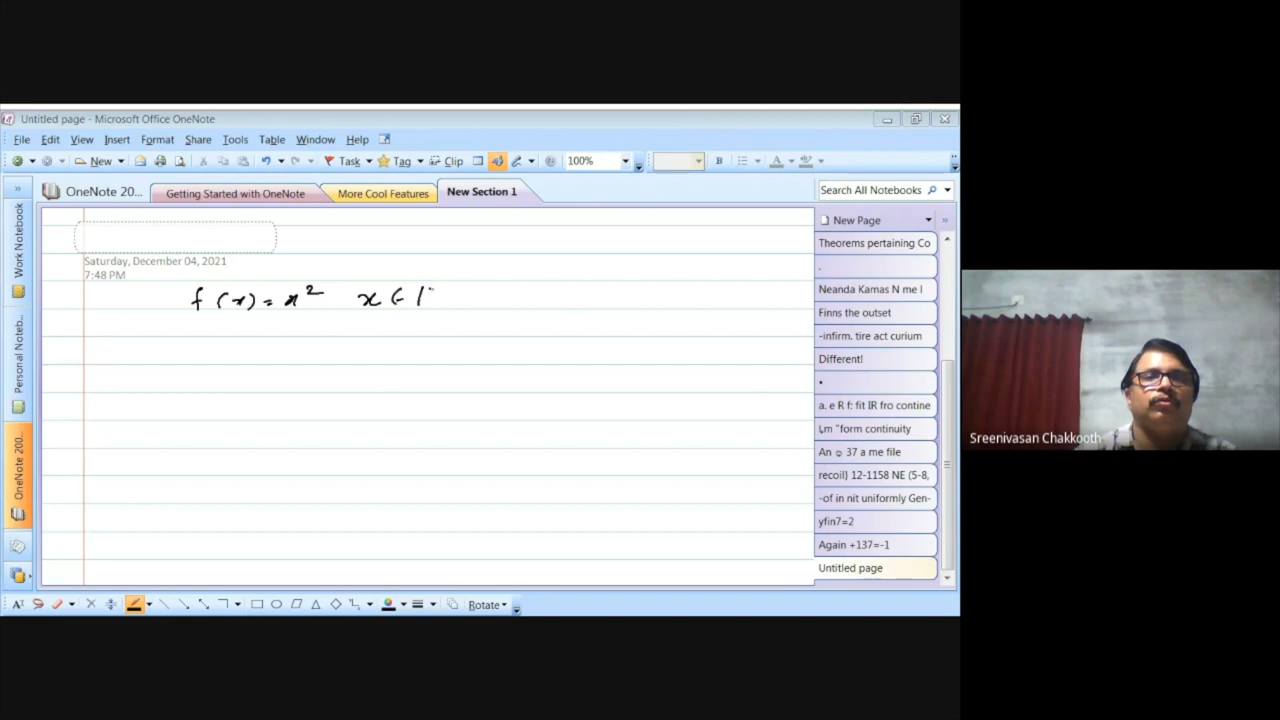 Untitled page - Microsoft Office OneNote
File Edit View Insert Format Share Tools Table Window Help
New Task Tag Clip 100% B A
OneNote 20... Getting Started with OneNote More Cool Features New Section 1 Search All Notebooks
Work Notebook
Personal Noteb...
OneNote 200...
Saturday, December 04, 2021
7:48 PM
f(x) = x² x ∈
New Page
Theorems pertaining Co
.
Neanda Kamas N me l
Finns the outset
-infirm. tire act curium
Different!
•
a. e R f: fit IR fro contine
Lm "form continuity
An ☺ 37 a me file
recoil) 12-1158 NE (5-8,
-of in nit uniformly Gen-
yfin7=2
Again +137=-1
Untitled page
Rotate
Sreenivasan Chakkooth